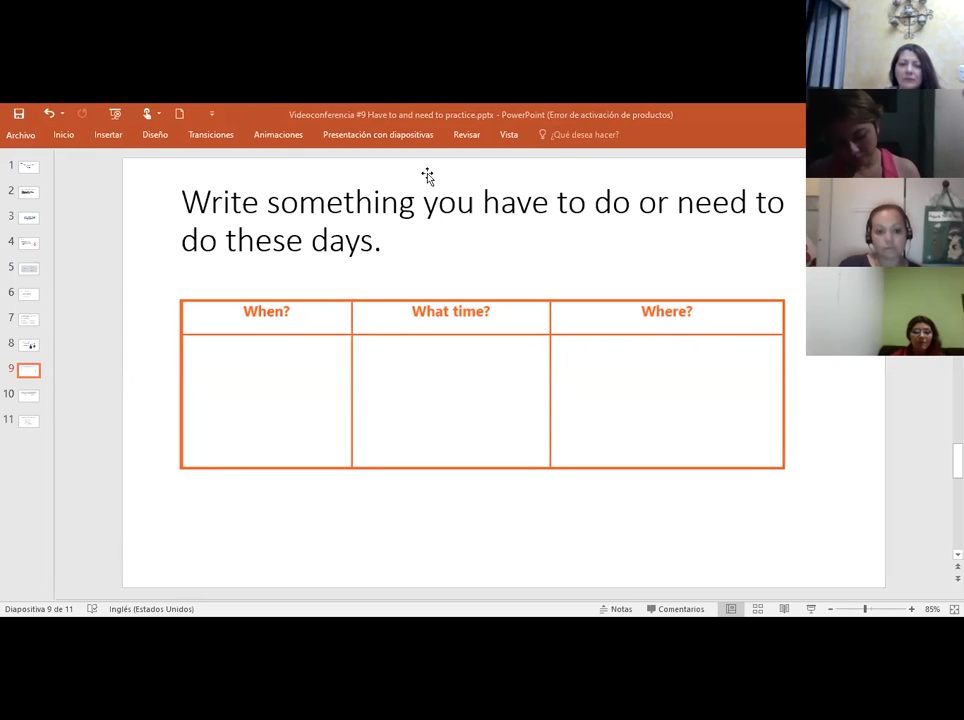 Videoconferencia #9 Have to and need to practice.pptx - PowerPoint (Error de activación de productos)
Archivo Inicio Insertar Diseño Transiciones Animaciones Presentación con diapositivas Revisar Vista ¿Qué desea hacer?
1
2
3
4
5
6
7
8
9
10
11
Write something you have to do or need to
do these days.
When? What time? Where?
Diapositiva 9 de 11 Inglés (Estados Unidos) Notas Comentarios 85%